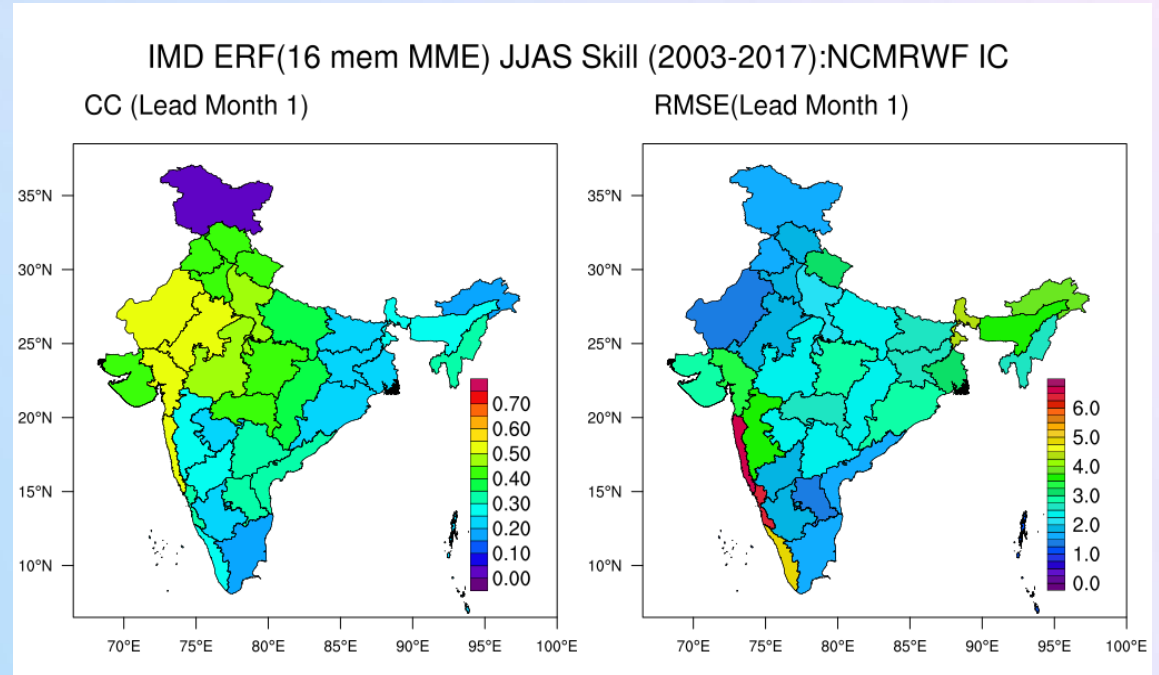 IMD ERF(16 mem MME) JJAS Skill (2003-2017):NCMRWF IC
CC (Lead Month 1)
35°N
30°N
25°N
20°N
15°N
10°N
70°E 75°E 80°E 85°E 90°E 95°E 100°E
0.70
0.60
0.50
0.40
0.30
0.20
0.10
0.00
RMSE(Lead Month 1)
35°N
30°N
25°N
20°N
15°N
10°N
70°E 75°E 80°E 85°E 90°E 95°E 100°E
6.0
5.0
4.0
3.0
2.0
1.0
0.0